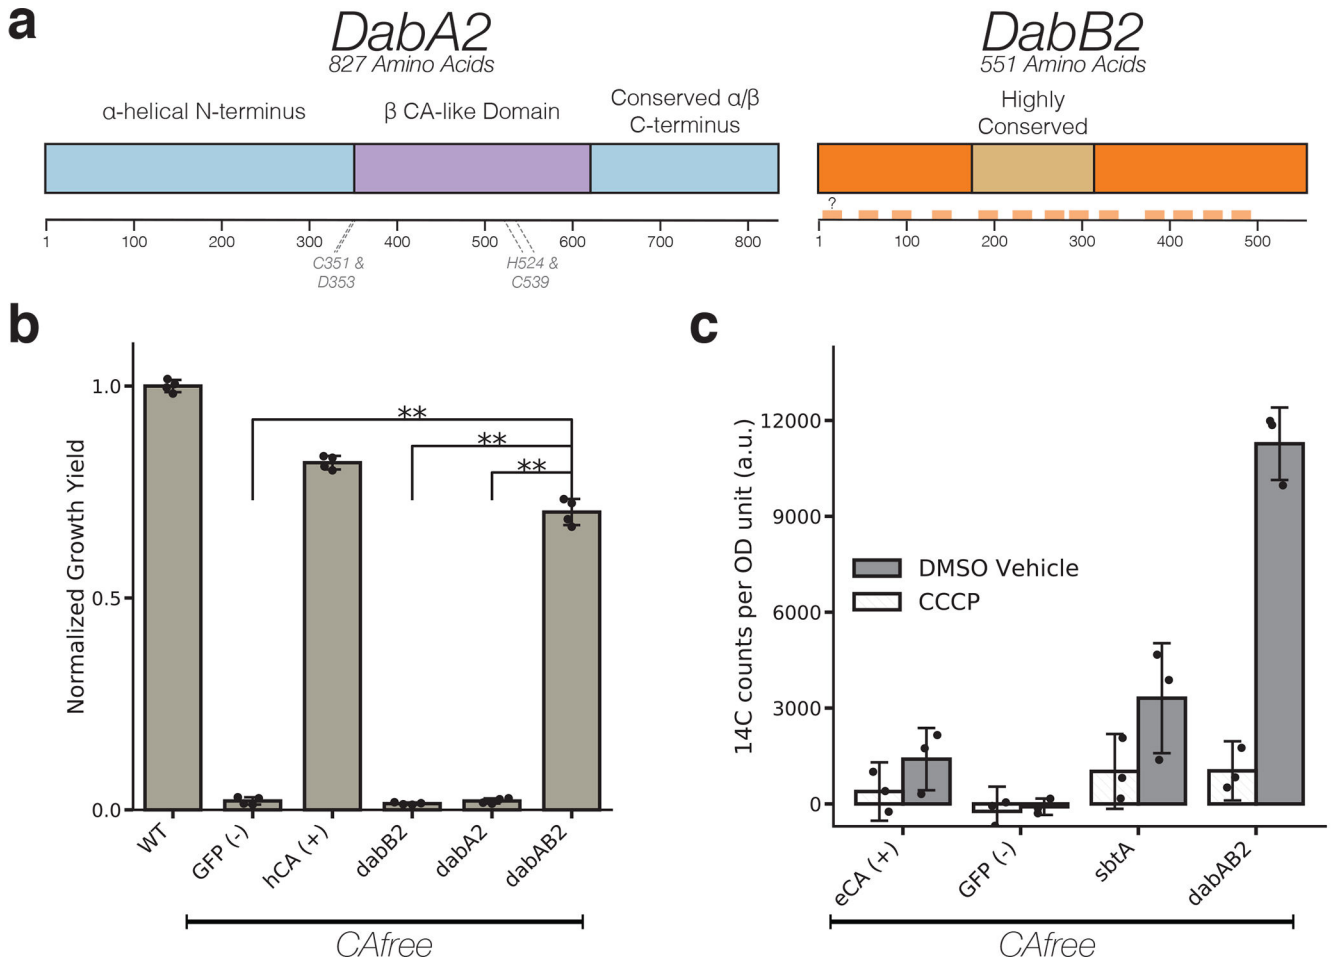 a
DabA2
827 Amino Acids
α-helical N-terminus
β CA-like Domain
Conserved α/β
C-terminus
1
100
200
300
400
500
600
700
800
C351 &
D353
H524 &
C539
DabB2
551 Amino Acids
Highly
Conserved
?
1
100
200
300
400
500
b
Normalized Growth Yield
1.0
0.5
0.0
**
**
**
WT
GFP (-)
hCA (+)
dabB2
dabA2
dabAB2
CAfree
c
14C counts per OD unit (a.u.)
12000
9000
6000
3000
0
DMSO Vehicle
CCCP
eCA (+)
GFP (-)
sbtA
dabAB2
CAfree